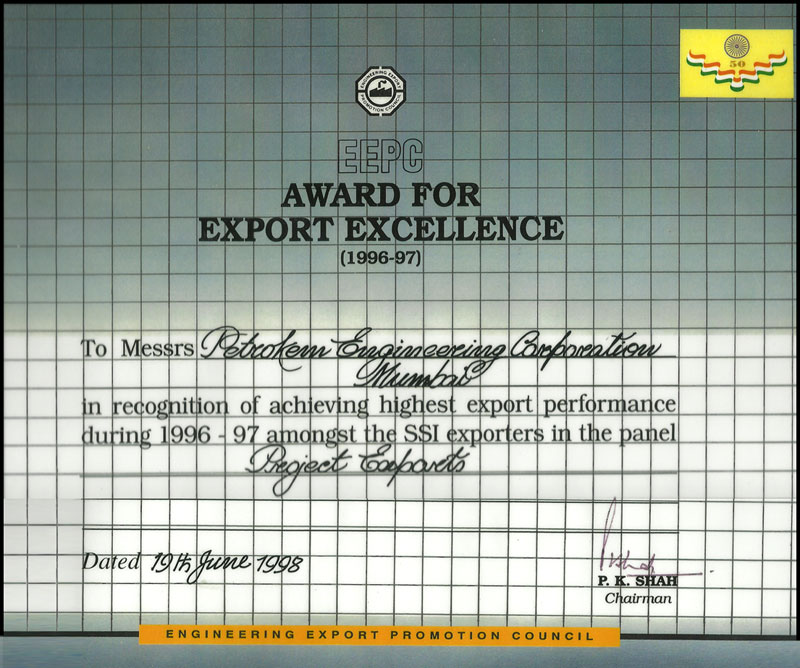 50
ENGINEERING EXPORT PROMOTION COUNCIL
EEPC
AWARD FOR
EXPORT EXCELLENCE
(1996-97)
To Messrs Petrokem Engineering Corporation
Mumbai
in recognition of achieving highest export performance
during 1996 - 97 amongst the SSI exporters in the panel
Project Exports
Dated 19th June 1998
P. K. SHAH
Chairman
ENGINEERING EXPORT PROMOTION COUNCIL